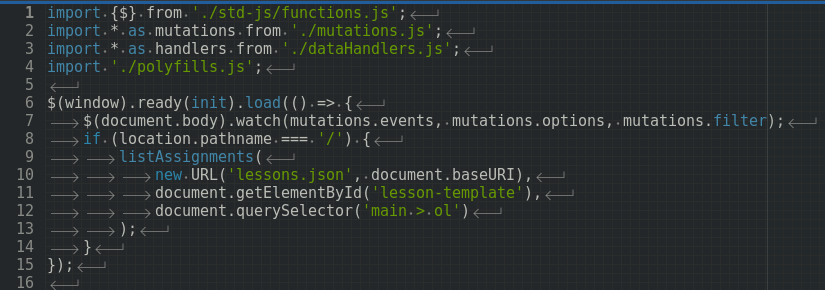 1 import {$} from './std-js/functions.js';
2 import * as mutations from './mutations.js';
3 import * as handlers from './dataHandlers.js';
4 import './polyfills.js';
5
6 $(window).ready(init).load(() => {
7 	$(document.body).watch(mutations.events, mutations.options, mutations.filter);
8 	if (location.pathname === '/') {
9 		listAssignments(
10 			new URL('lessons.json', document.baseURI),
11 			document.getElementById('lesson-template'),
12 			document.querySelector('main > ol')
13 		);
14 	}
15 });
16